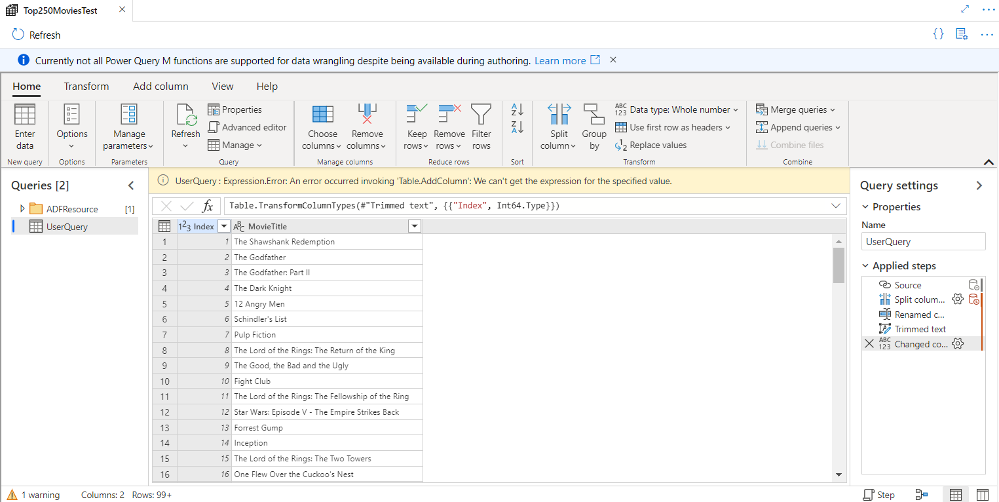 Top250MoviesTest
Refresh
Currently not all Power Query M functions are supported for data wrangling despite being available during authoring. Learn more
Home Transform Add column View Help
Enter data
New query
Options
Options
Manage parameters
Parameters
Refresh
Properties
Advanced editor
Manage
Query
Choose columns
Remove columns
Manage columns
Keep rows
Remove rows
Filter rows
Reduce rows
A Z
Z A
Sort
Split column
Group by
ABC 123 Data type: Whole number
Use first row as headers
1 2 Replace values
Transform
Merge queries
Append queries
Combine files
Combine
Queries [2]
ADFResource [1]
UserQuery
UserQuery : Expression.Error: An error occurred invoking 'Table.AddColumn': We can't get the expression for the specified value.
fx Table.TransformColumnTypes(#"Trimmed text", {{"Index", Int64.Type}})
123 Index ABC MovieTitle
1 1 The Shawshank Redemption
2 2 The Godfather
3 3 The Godfather: Part II
4 4 The Dark Knight
5 5 12 Angry Men
6 6 Schindler's List
7 7 Pulp Fiction
8 8 The Lord of the Rings: The Return of the King
9 9 The Good, the Bad and the Ugly
10 10 Fight Club
11 11 The Lord of the Rings: The Fellowship of the Ring
12 12 Star Wars: Episode V - The Empire Strikes Back
13 13 Forrest Gump
14 14 Inception
15 15 The Lord of the Rings: The Two Towers
16 16 One Flew Over the Cuckoo's Nest
Query settings
Properties
Name
UserQuery
Applied steps
Source
Split colum...
Renamed c...
Trimmed text
ABC 123 Changed co...
1 warning Columns: 2 Rows: 99+
Step